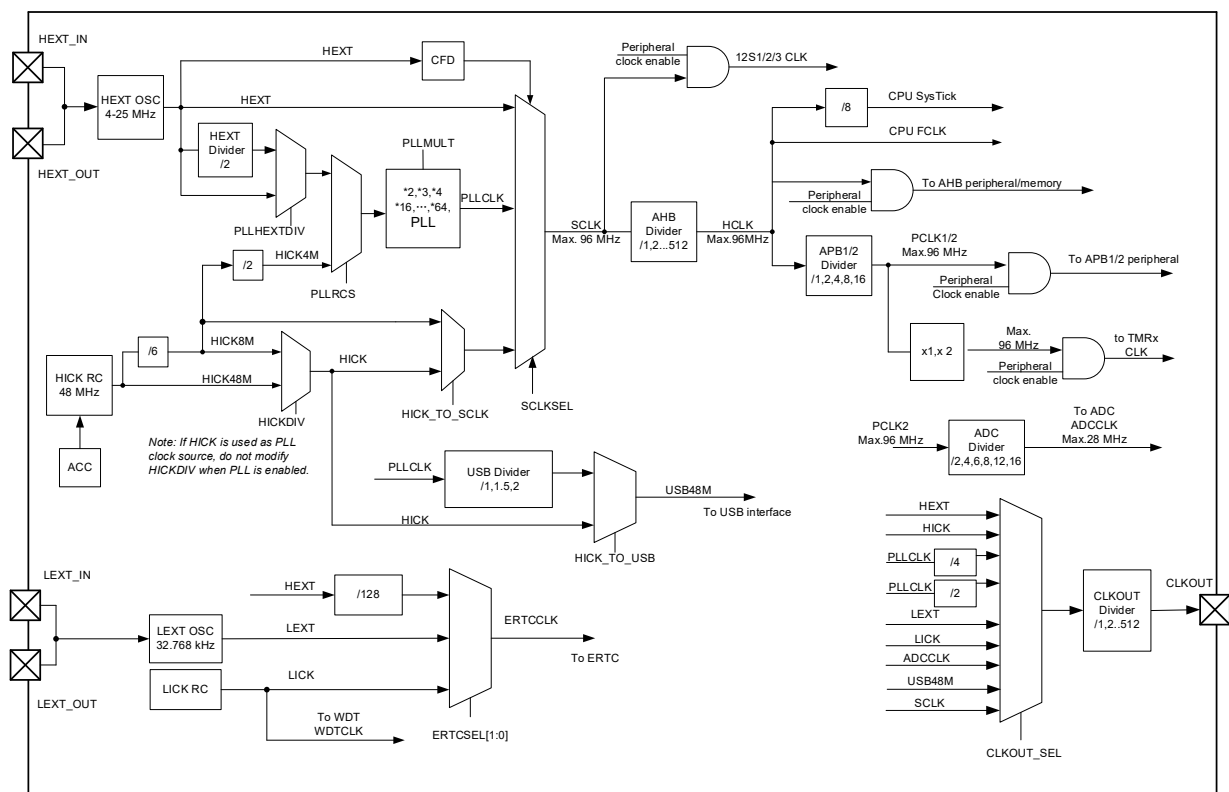 HEXT_IN
HEXT_OUT
HEXT OSC
4-25 MHz
HEXT
CFD
HEXT
HEXT
Divider
/2
PLLHEXTDIV
PLLMULT
*2,*3,*4
*16,···,*64,
PLL
PLLCLK
/2
HICK4M
PLLRCS
HICK RC
48 MHz
ACC
/6
HICK8M
HICK48M
HICKDIV
HICK
HICK_TO_SCLK
SCLKSEL
Note: If HICK is used as PLL
clock source, do not modify
HICKDIV when PLL is enabled.
Peripheral
clock enable
12S1/2/3 CLK
SCLK
Max. 96 MHz
AHB
Divider
/1,2...512
HCLK
Max.96MHz
/8
CPU SysTick
CPU FCLK
Peripheral
clock enable
To AHB peripheral/memory
APB1/2
Divider
/1,2,4,8,16
PCLK1/2
Max.96 MHz
Peripheral
Clock enable
To APB1/2 peripheral
x1,x 2
Max.
96 MHz
Peripheral
clock enable
to TMRx
CLK
PCLK2
Max.96 MHz
ADC
Divider
/2,4,6,8,12,16
To ADC
ADCCLK
Max.28 MHz
PLLCLK
USB Divider
/1,1.5,2
HICK
HICK_TO_USB
USB48M
To USB interface
LEXT_IN
LEXT_OUT
LEXT OSC
32.768 kHz
LICK RC
HEXT
/128
LEXT
LICK
To WDT
WDTCLK
ERTCSEL[1:0]
ERTCCLK
To ERTC
HEXT
HICK
PLLCLK
/4
PLLCLK
/2
LEXT
LICK
ADCCLK
USB48M
SCLK
CLKOUT_SEL
CLKOUT
Divider
/1,2..512
CLKOUT